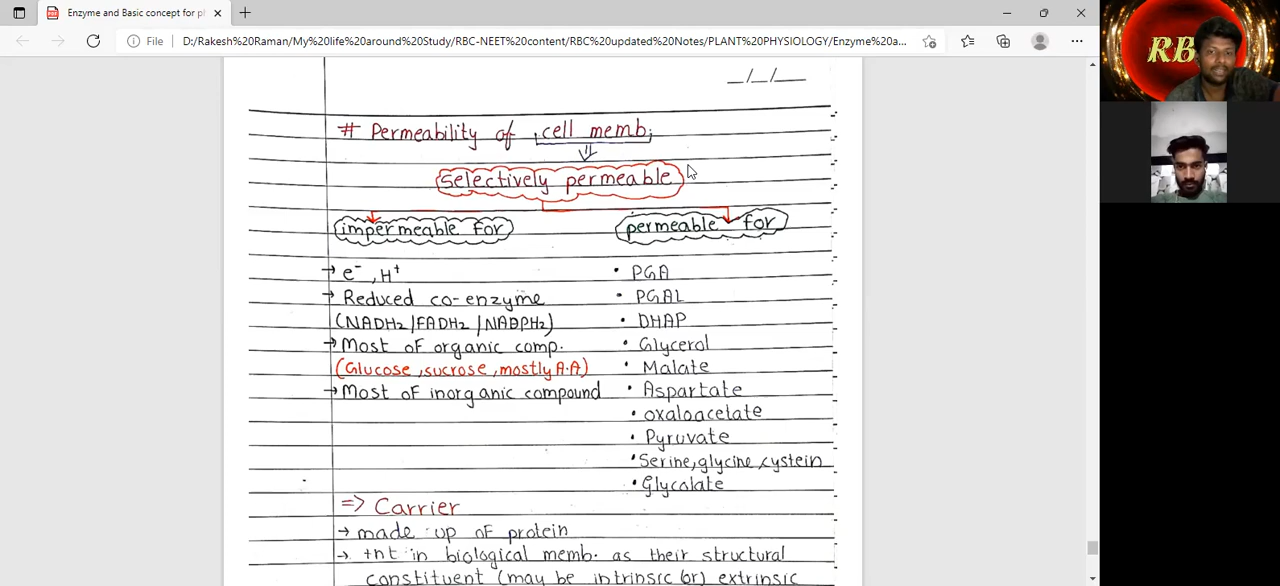 Enzyme and Basic concept for pl
File
D:/Rakesh%20Raman/My%20life%20around%20Study/RBC-NEET%20content/RBC%20updated%20Notes/PLANT%20PHYSIOLOGY/Enzyme%20a...
RB
_/_/__
# Permeability of cell memb.
⇓
selectively permeable
impermeable for
permeable for
→ e⁻, H⁺
→ Reduced co-enzyme
(NADH₂/FADH₂/NADPH₂)
→ Most of organic comp.
(Glucose, sucrose, mostly A.A)
→ Most of inorganic compound
• PGA
• PGAL
• DHAP
• Glycerol
• Malate
• Aspartate
• oxaloacetate
• Pyruvate
• Serine, glycine, cystein
• Glycolate
=> Carrier
→ made up of protein
→ tnt in biological memb. as their structural
constituent (may be intrinsic (or) extrinsic